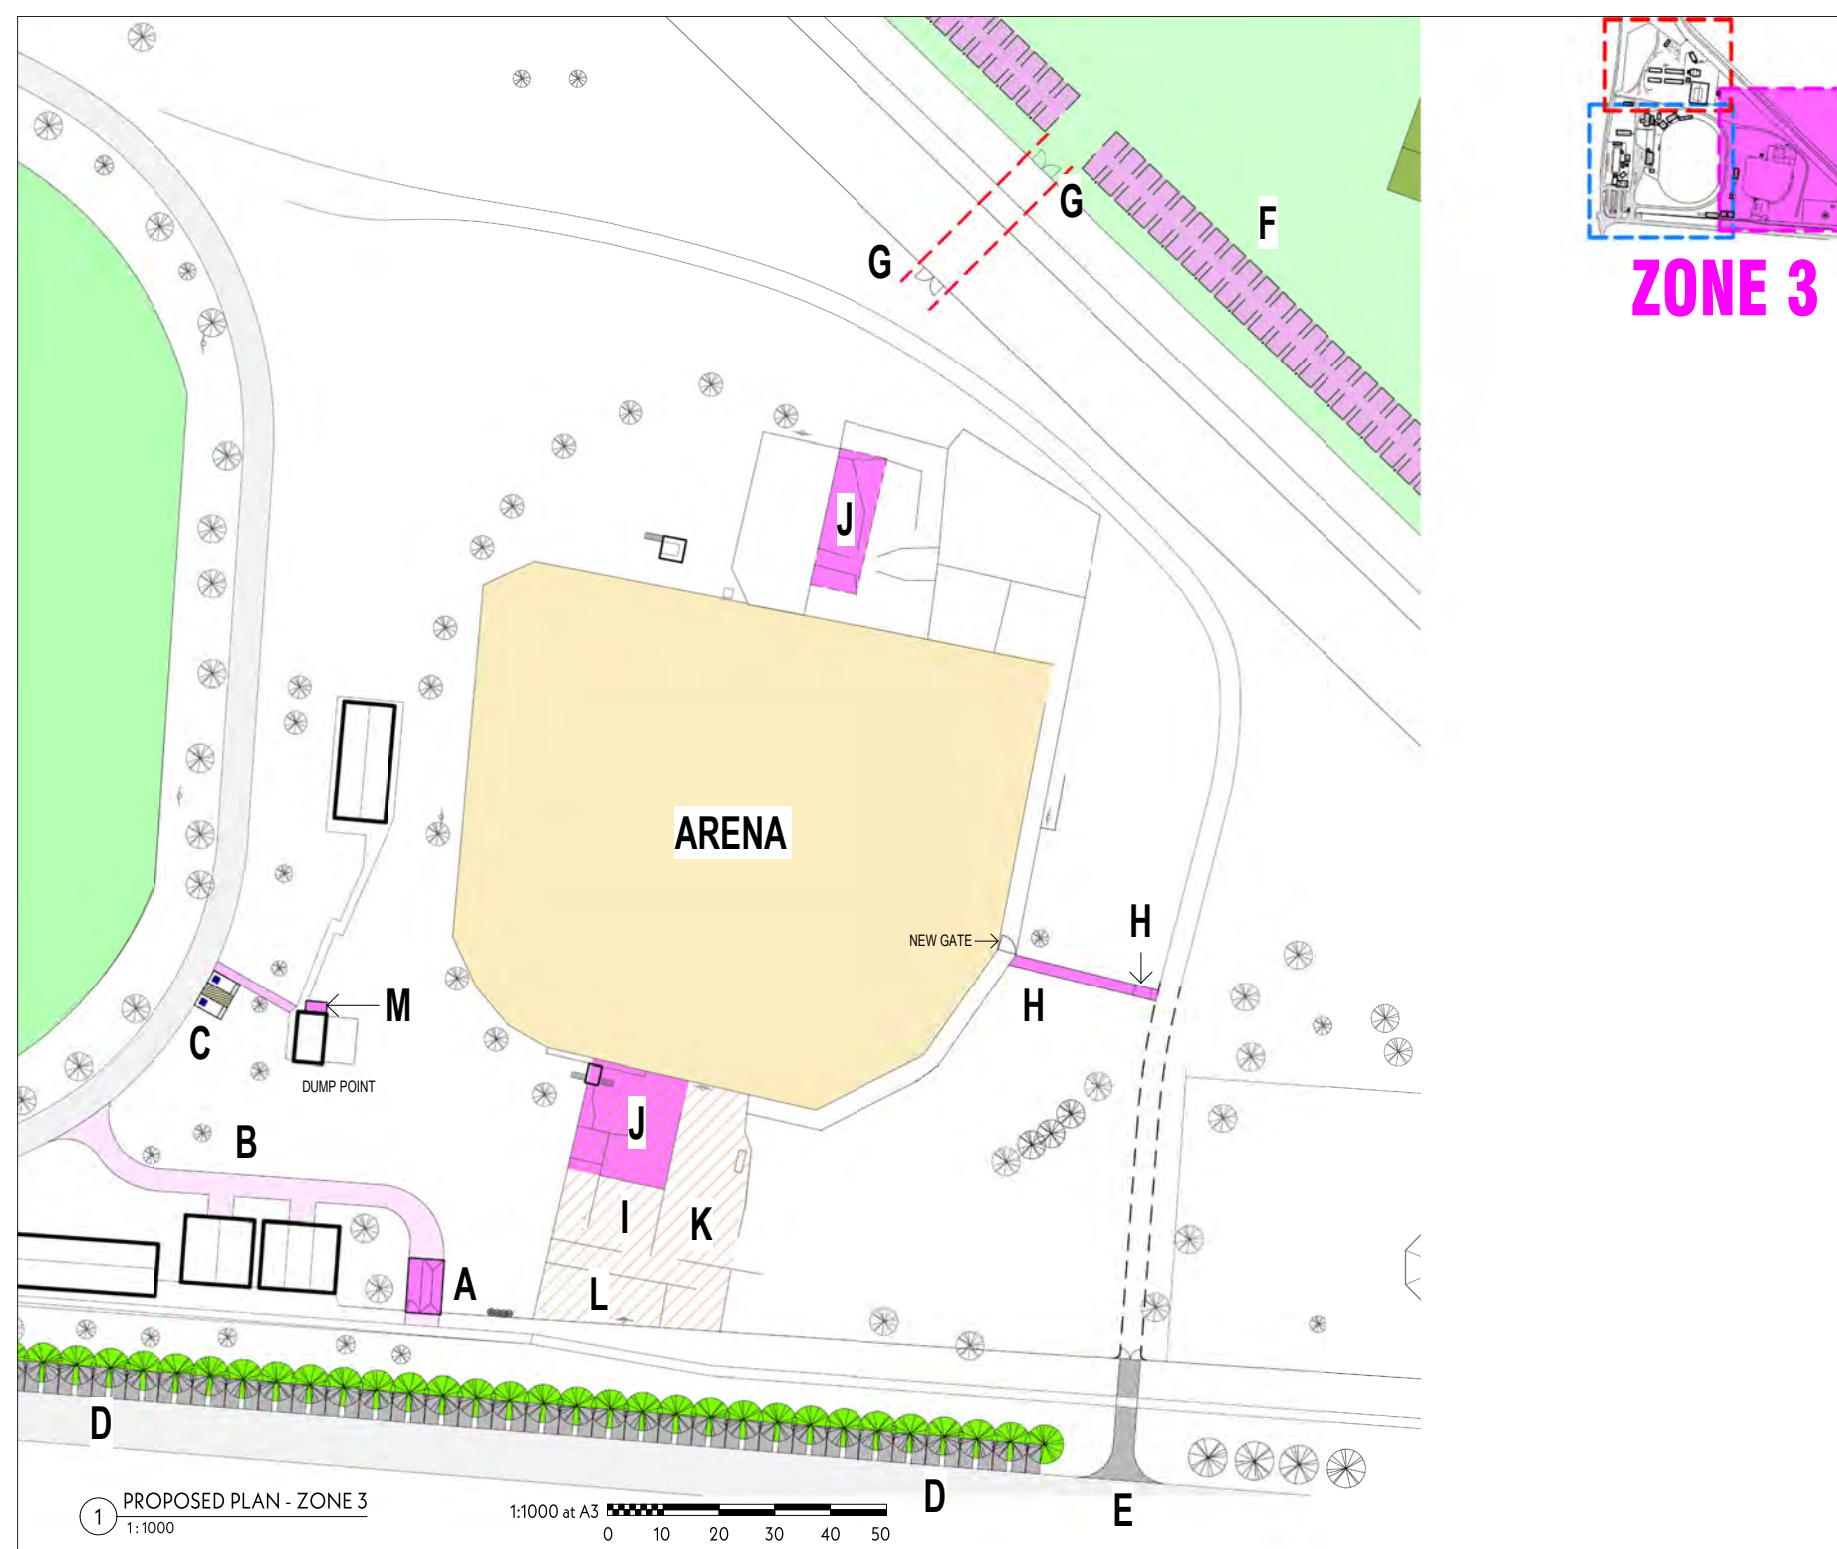 ZONE 3
G
F
G
J
ARENA
NEW GATE
H
H
M
C
DUMP POINT
J
B
I
K
A
L
D
D
E
1
PROPOSED PLAN - ZONE 3
1:1000
1:1000 at A3
0 10 20 30 40 50